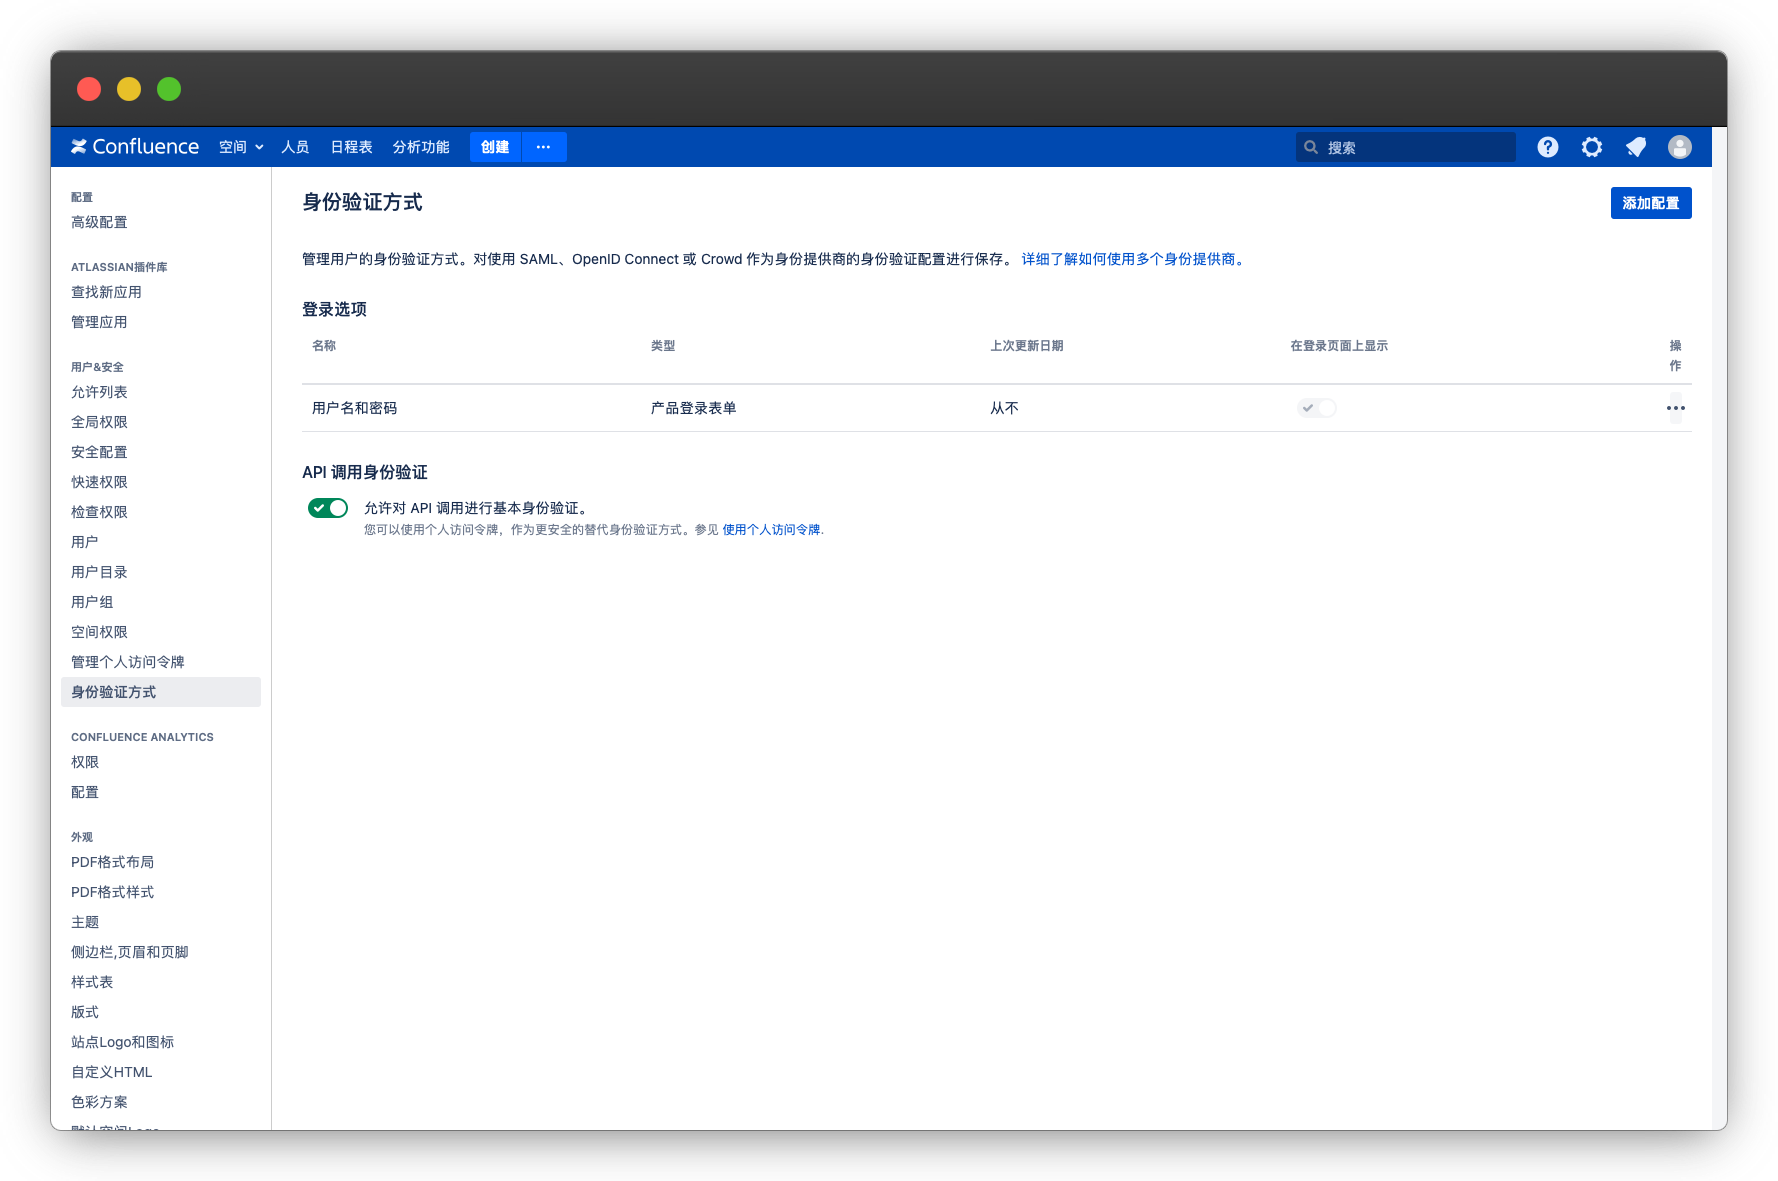 Confluence 空间 人员 日程表 分析功能 创建 ··· 搜索
配置
高级配置
ATLASSIAN插件库
查找新应用
管理应用
用户&安全
允许列表
全局权限
安全配置
快速权限
检查权限
用户
用户目录
用户组
空间权限
管理个人访问令牌
身份验证方式
CONFLUENCE ANALYTICS
权限
配置
外观
PDF格式布局
PDF格式样式
主题
侧边栏,页眉和页脚
样式表
版式
站点Logo和图标
自定义HTML
色彩方案
默认空间Logo
身份验证方式
添加配置
管理用户的身份验证方式。对使用 SAML、OpenID Connect 或 Crowd 作为身份提供商的身份验证配置进行保存。 详细了解如何使用多个身份提供商。
登录选项
名称 类型 上次更新日期 在登录页面上显示 操
作
用户名和密码 产品登录表单 从不
API 调用身份验证
允许对 API 调用进行基本身份验证。
您可以使用个人访问令牌，作为更安全的替代身份验证方式。参见 使用个人访问令牌.